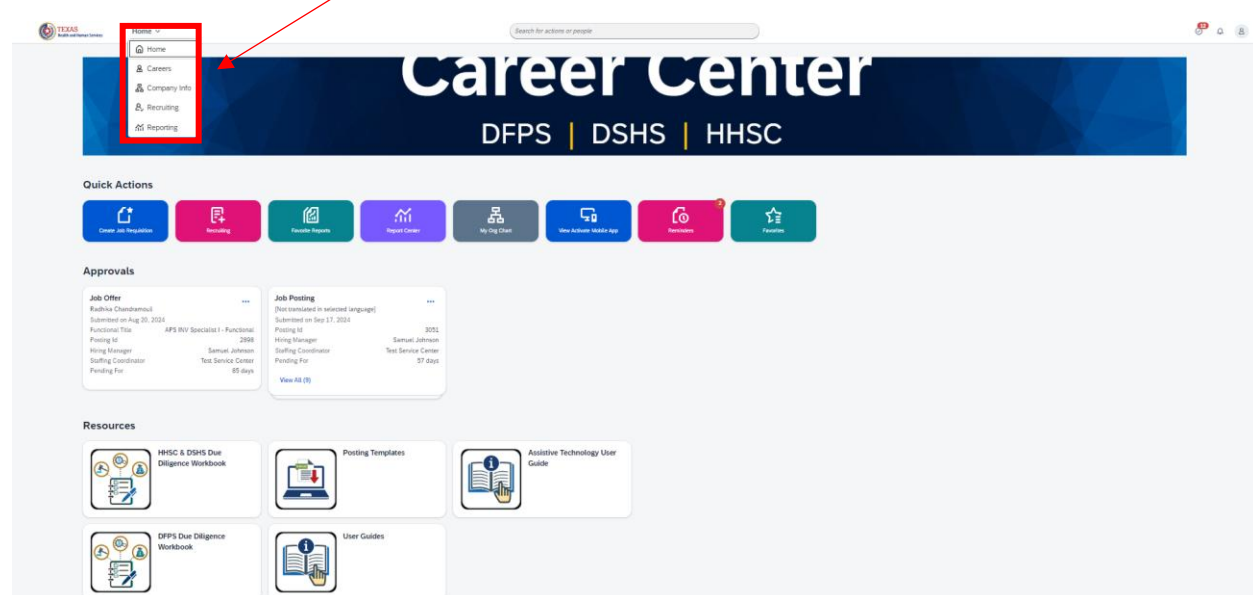 TEXAS
Health and Human Services
Home
Search for actions or people
Home
Careers
Company Info
Recruiting
Reporting
Career Center
DFPS | DSHS | HHSC
Quick Actions
Create Job Requisition
Recruiting
Favorite Reports
Report Center
My Org Chart
View Activate Mobile App
2
Reminders
Favorites
Approvals
Job Offer
Radhika Chandramouli
Submitted on Aug 20, 2024
Functional Title APS INV Specialist I - Functional
Posting Id 2898
Hiring Manager Samuel Johnson
Staffing Coordinator Test Service Center
Pending For 85 days
Job Posting
[Not translated in selected language]
Submitted on Sep 17, 2024
Posting Id 3051
Hiring Manager Samuel Johnson
Staffing Coordinator Test Service Center
Pending For 57 days
View All (9)
Resources
HHSC & DSHS Due
Diligence Workbook
Posting Templates
Assistive Technology User
Guide
DFPS Due Diligence
Workbook
User Guides